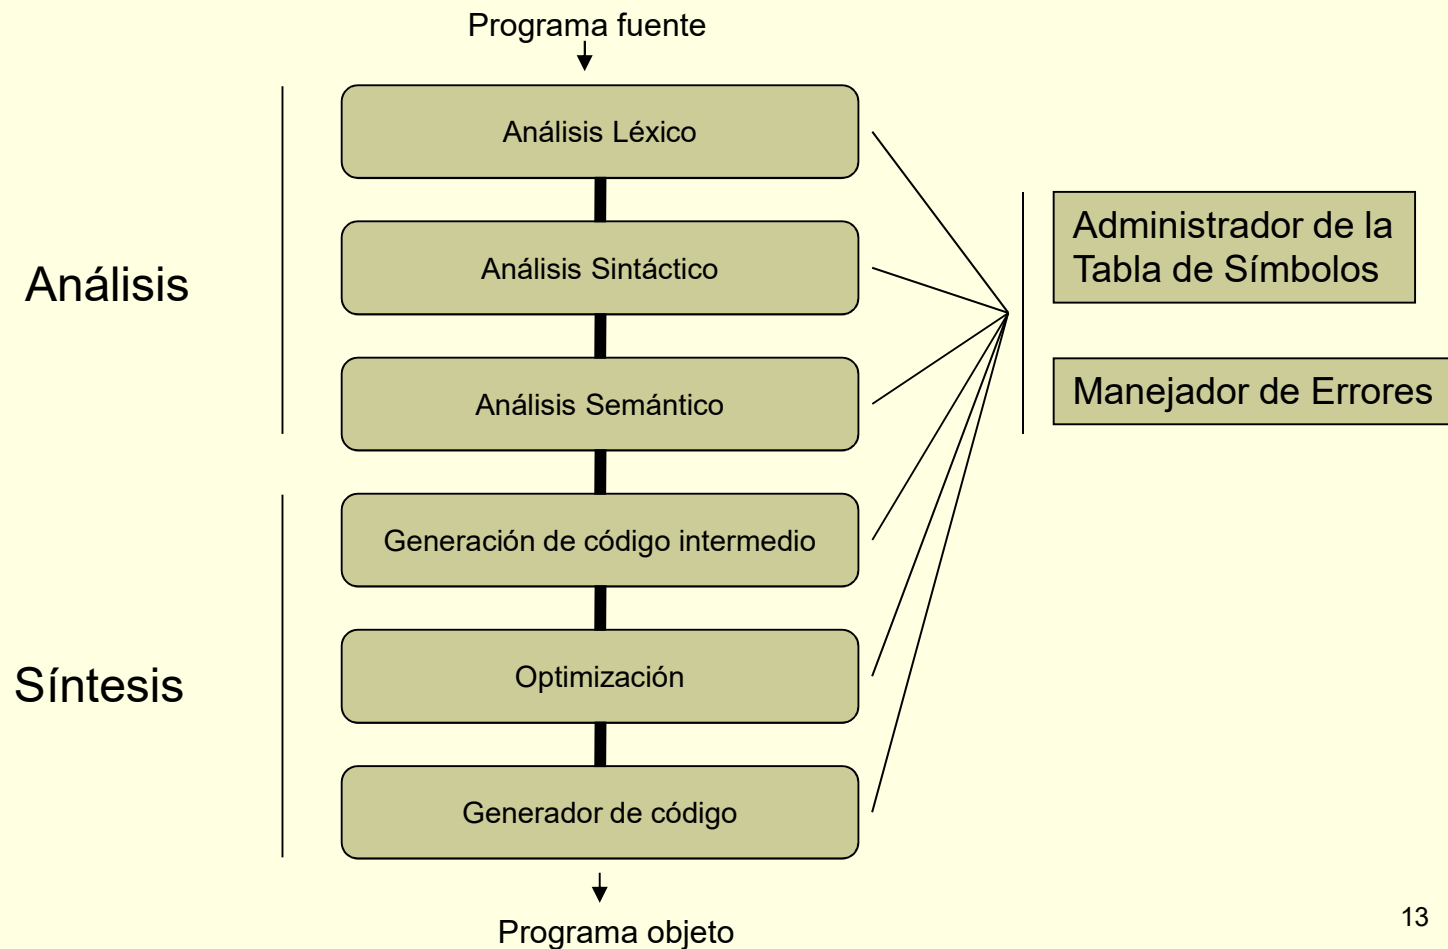 Programa fuente
Análisis Léxico
Análisis Sintáctico
Análisis
Análisis Semántico
Administrador de la
Tabla de Símbolos
Manejador de Errores
Generación de código intermedio
Optimización
Síntesis
Generador de código
Programa objeto
13